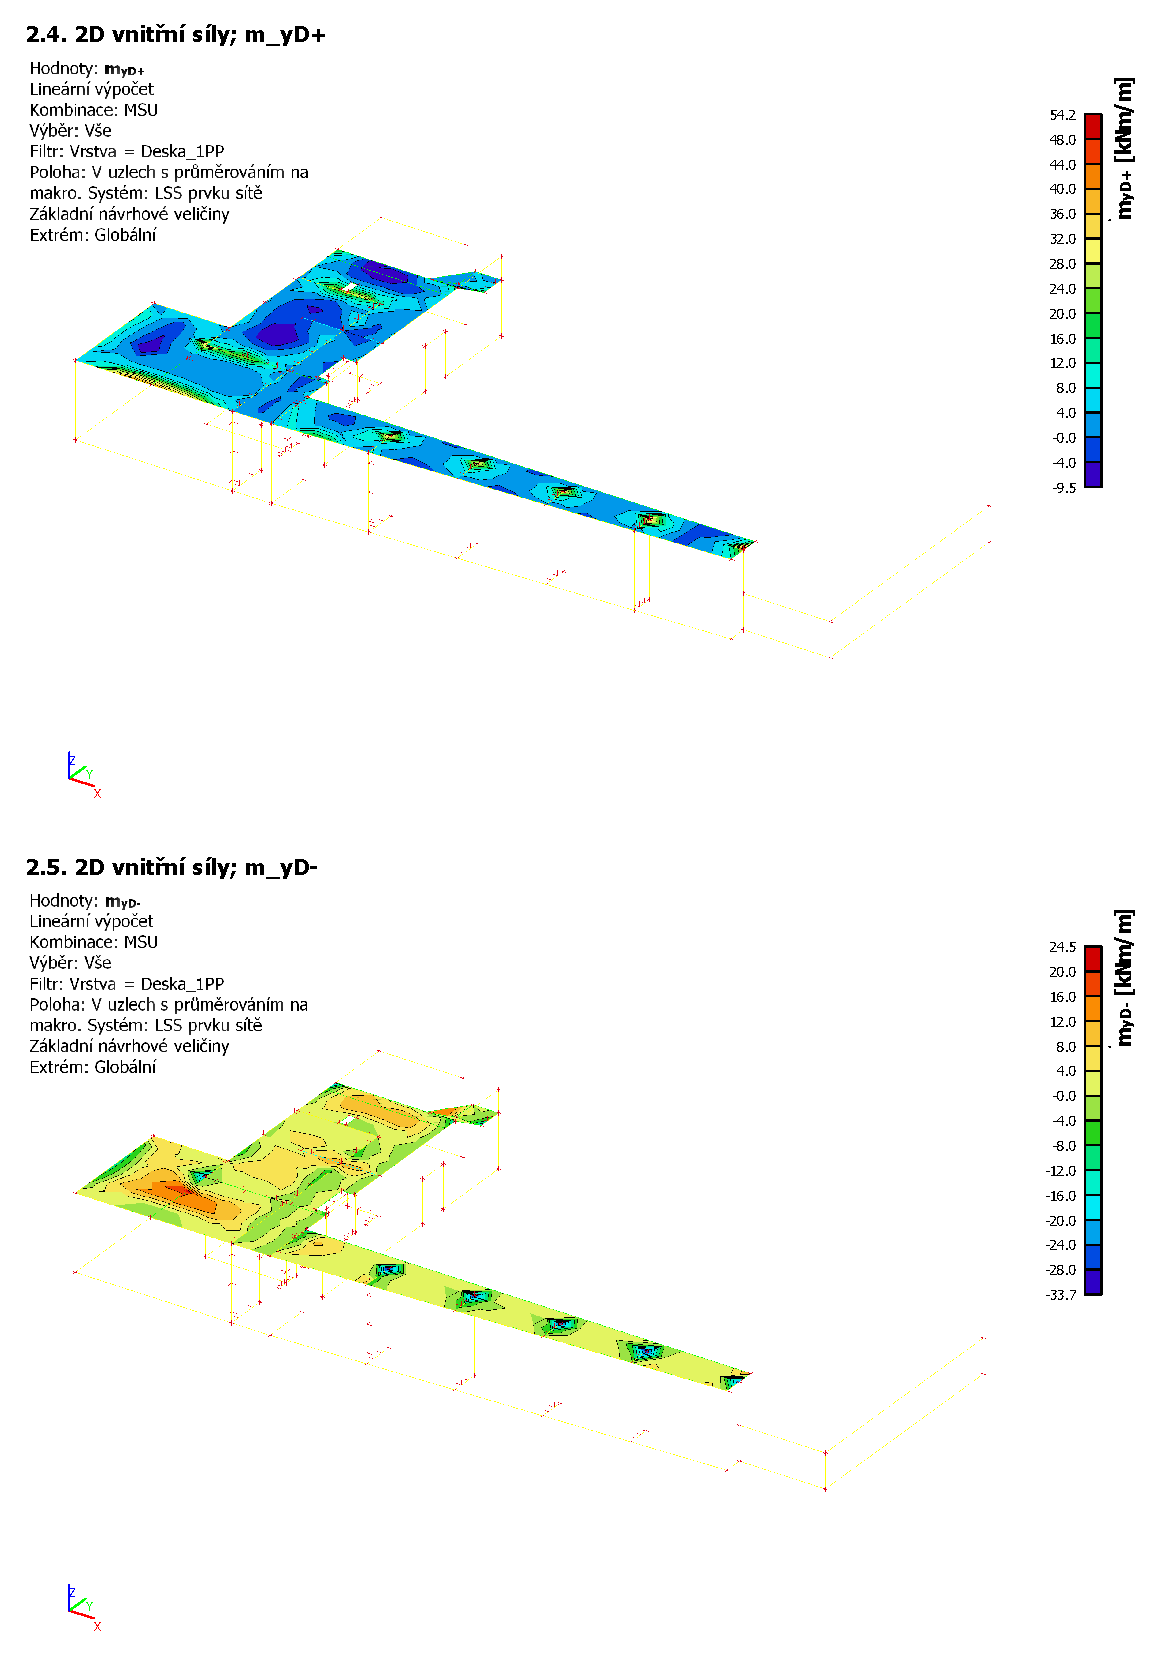 2.4. 2D vnitřní síly; m_yD+
Hodnoty: myD+
Lineární výpočet
Kombinace: MSU
Výběr: Vše
Filtr: Vrstva = Deska_1PP
Poloha: V uzlech s průměrováním na
makro. Systém: LSS prvku sítě
Základní návrhové veličiny
Extrém: Globální
myD+ [kNm/m]
54.2
48.0
44.0
40.0
36.0
32.0
28.0
24.0
20.0
16.0
12.0
8.0
4.0
-0.0
-4.0
-9.5
Z
Y
X
2.5. 2D vnitřní síly; m_yD-
Hodnoty: myD-
Lineární výpočet
Kombinace: MSU
Výběr: Vše
Filtr: Vrstva = Deska_1PP
Poloha: V uzlech s průměrováním na
makro. Systém: LSS prvku sítě
Základní návrhové veličiny
Extrém: Globální
myD- [kNm/m]
24.5
20.0
16.0
12.0
8.0
4.0
-0.0
-4.0
-8.0
-12.0
-16.0
-20.0
-24.0
-28.0
-33.7
Z
Y
X